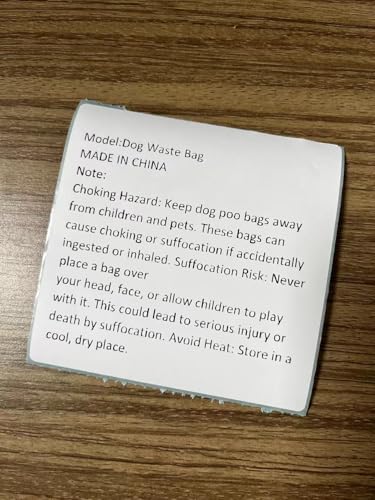 Model:Dog Waste Bag
MADE IN CHINA
Note:
Choking Hazard: Keep dog poo bags away
from children and pets. These bags can
cause choking or suffocation if accidentally
ingested or inhaled. Suffocation Risk: Never
place a bag over
your head, face, or allow children to play
with it. This could lead to serious injury or
death by suffocation. Avoid Heat: Store in a
cool, dry place.